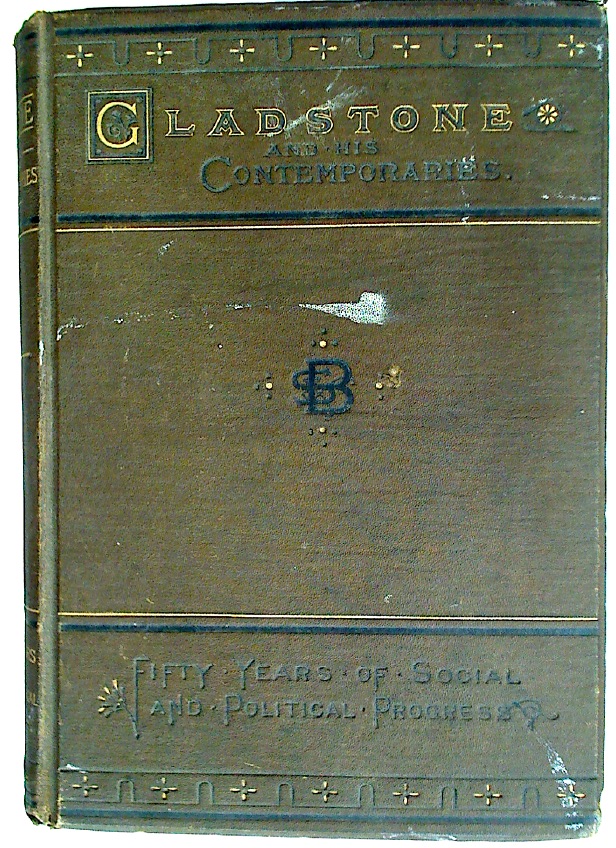 GLADSTONE
AND · HIS
CONTEMPORARIES.
FIFTY · YEARS · OF · SOCIAL
AND · POLITICAL · PROGRESS